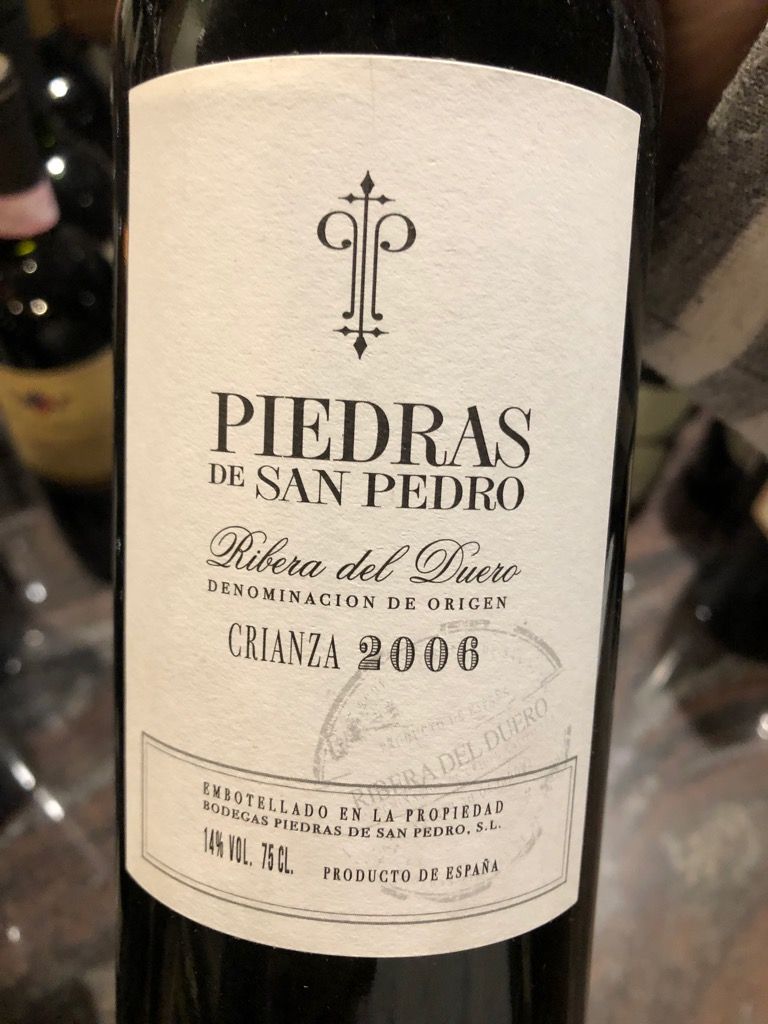 PIEDRAS
DE SAN PEDRO
Ribera del Duero
DENOMINACION DE ORIGEN
CRIANZA 2006
RIBERA DEL DUERO
EMBOTELLADO EN LA PROPIEDAD
BODEGAS PIEDRAS DE SAN PEDRO, S.L.
14% VOL. 75 CL.
PRODUCTO DE ESPAÑA